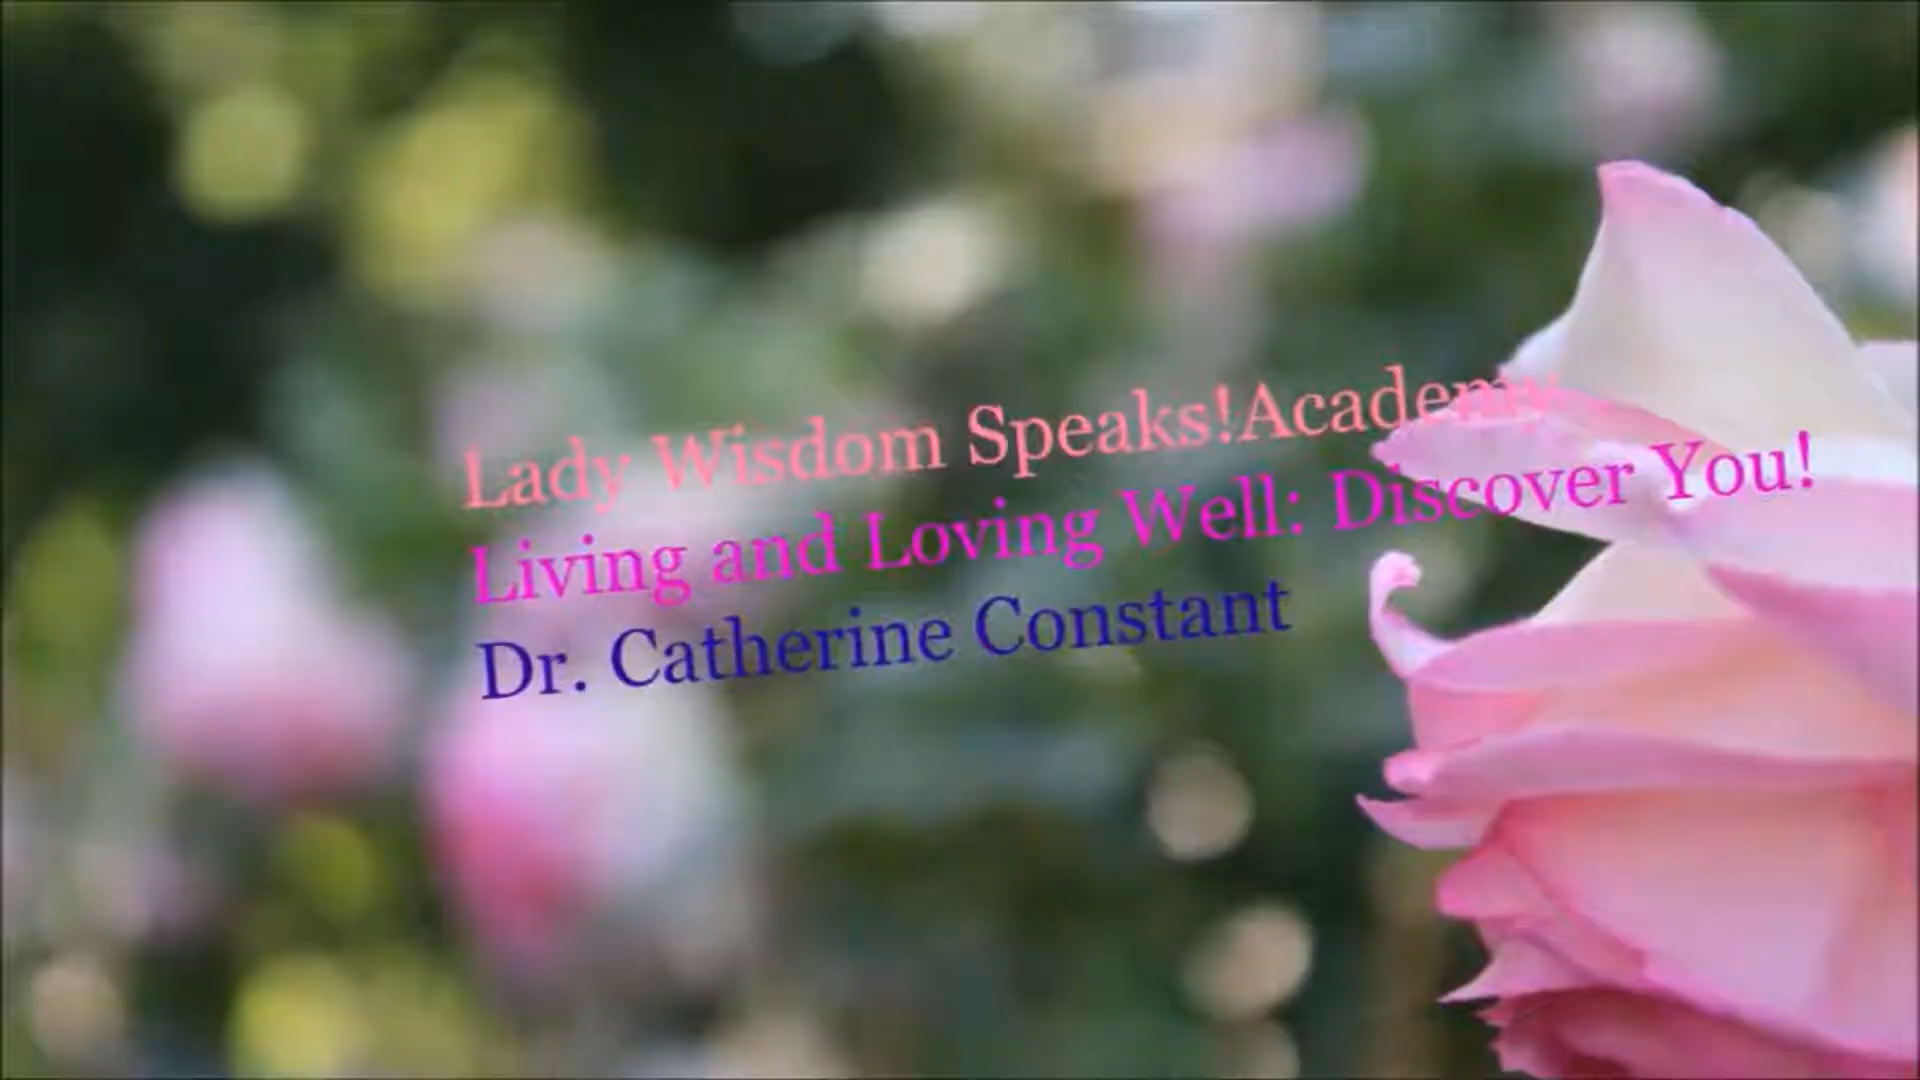 Lady Wisdom Speaks!Academy
Living and Loving Well: Discover You!
Dr. Catherine Constant